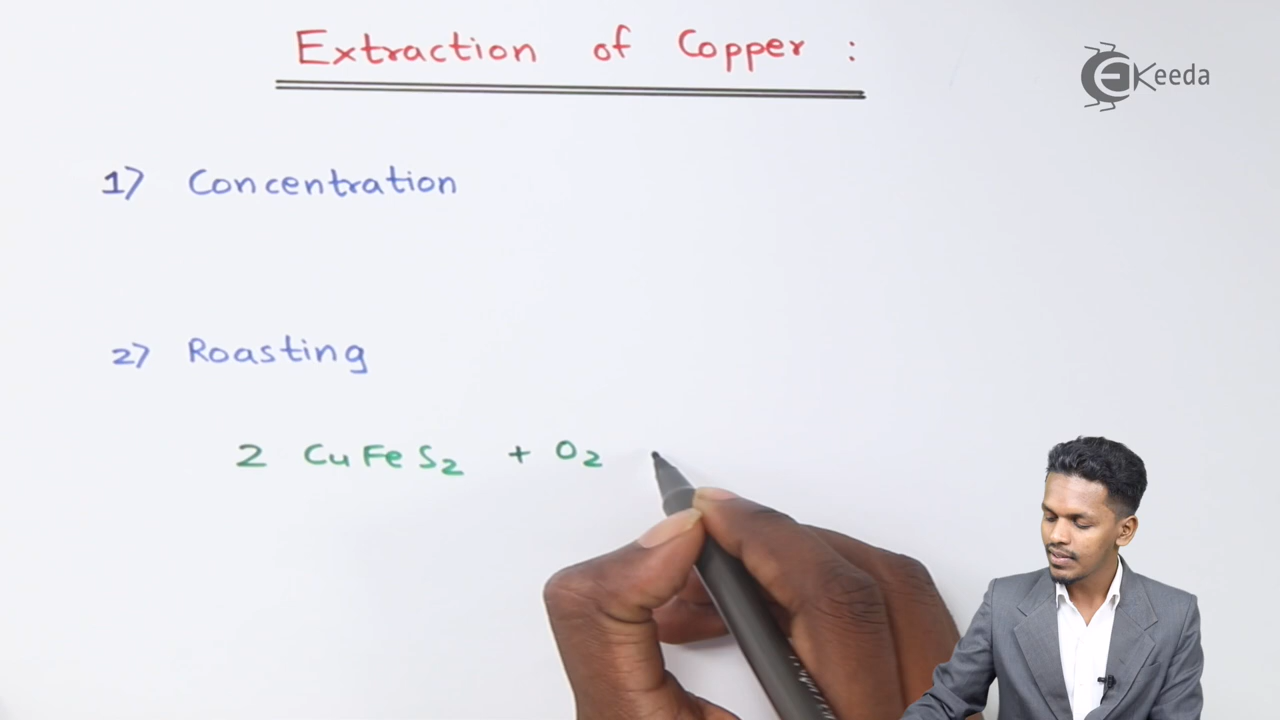 Extraction of Copper :
Keeda
1) Concentration
2) Roasting
2 CuFeS2 + O2